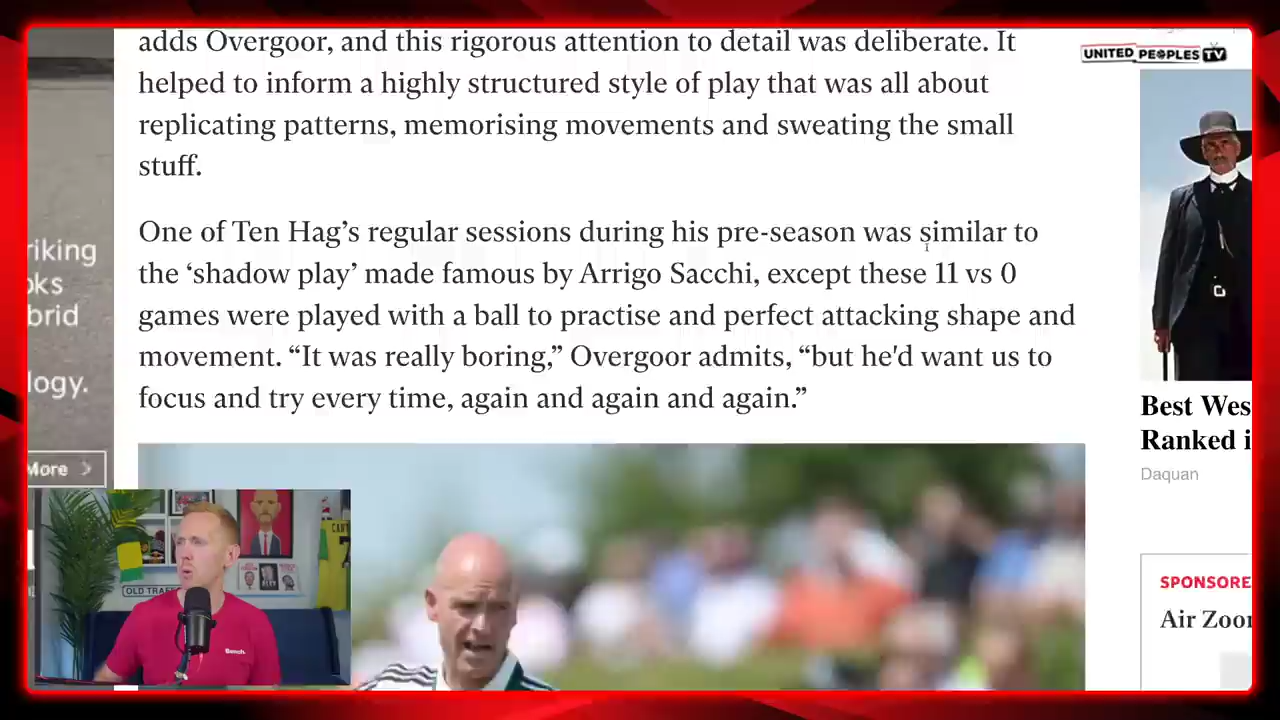 adds Overgoor, and this rigorous attention to detail was deliberate. It
helped to inform a highly structured style of play that was all about
replicating patterns, memorising movements and sweating the small
stuff.
One of Ten Hag’s regular sessions during his pre-season was similar to
the ‘shadow play’ made famous by Arrigo Sacchi, except these 11 vs 0
games were played with a ball to practise and perfect attacking shape and
movement. “It was really boring,” Overgoor admits, “but he'd want us to
focus and try every time, again and again and again.”
UNITED PEOPLES TV
riking
oks
brid
logy.
More
Best Wes
Ranked i
Daquan
SPONSORE
Air Zoo
OLD TRAF
Bench.